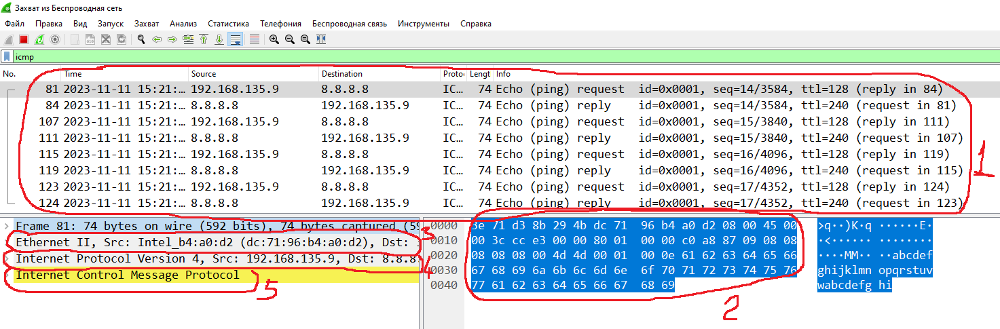 Захват из Беспроводная сеть
Файл Правка Вид Запуск Захват Анализ Статистика Телефония Беспроводная связь Инструменты Справка
icmp
No. Time Source Destination Protoc Lengt Info
81 2023-11-11 15:21:… 192.168.135.9 8.8.8.8 IC… 74 Echo (ping) request id=0x0001, seq=14/3584, ttl=128 (reply in 84)
84 2023-11-11 15:21:… 8.8.8.8 192.168.135.9 IC… 74 Echo (ping) reply id=0x0001, seq=14/3584, ttl=240 (request in 81)
107 2023-11-11 15:21:… 192.168.135.9 8.8.8.8 IC… 74 Echo (ping) request id=0x0001, seq=15/3840, ttl=128 (reply in 111)
111 2023-11-11 15:21:… 8.8.8.8 192.168.135.9 IC… 74 Echo (ping) reply id=0x0001, seq=15/3840, ttl=240 (request in 107)
115 2023-11-11 15:21:… 192.168.135.9 8.8.8.8 IC… 74 Echo (ping) request id=0x0001, seq=16/4096, ttl=128 (reply in 119)
119 2023-11-11 15:21:… 8.8.8.8 192.168.135.9 IC… 74 Echo (ping) reply id=0x0001, seq=16/4096, ttl=240 (request in 115)
123 2023-11-11 15:21:… 192.168.135.9 8.8.8.8 IC… 74 Echo (ping) request id=0x0001, seq=17/4352, ttl=128 (reply in 124)
124 2023-11-11 15:21:… 8.8.8.8 192.168.135.9 IC… 74 Echo (ping) reply id=0x0001, seq=17/4352, ttl=240 (request in 123)
1
Frame 81: 74 bytes on wire (592 bits), 74 bytes captured (59
Ethernet II, Src: Intel_b4:a0:d2 (dc:71:96:b4:a0:d2), Dst:
3
Internet Protocol Version 4, Src: 192.168.135.9, Dst: 8.8.8
4
Internet Control Message Protocol
5
0000 3e 71 d3 8b 29 4b dc 71 96 b4 a0 d2 08 00 45 00 >q··)K·q ······E·
0010 00 3c cc e3 00 00 80 01 00 00 c0 a8 87 09 08 08 ·<······ ········
0020 08 08 08 00 4d 4d 00 01 00 0e 61 62 63 64 65 66 ····MM·· ··abcdef
0030 67 68 69 6a 6b 6c 6d 6e 6f 70 71 72 73 74 75 76 ghijklmn opqrstuv
0040 77 61 62 63 64 65 66 67 68 69 wabcdefg hi
2